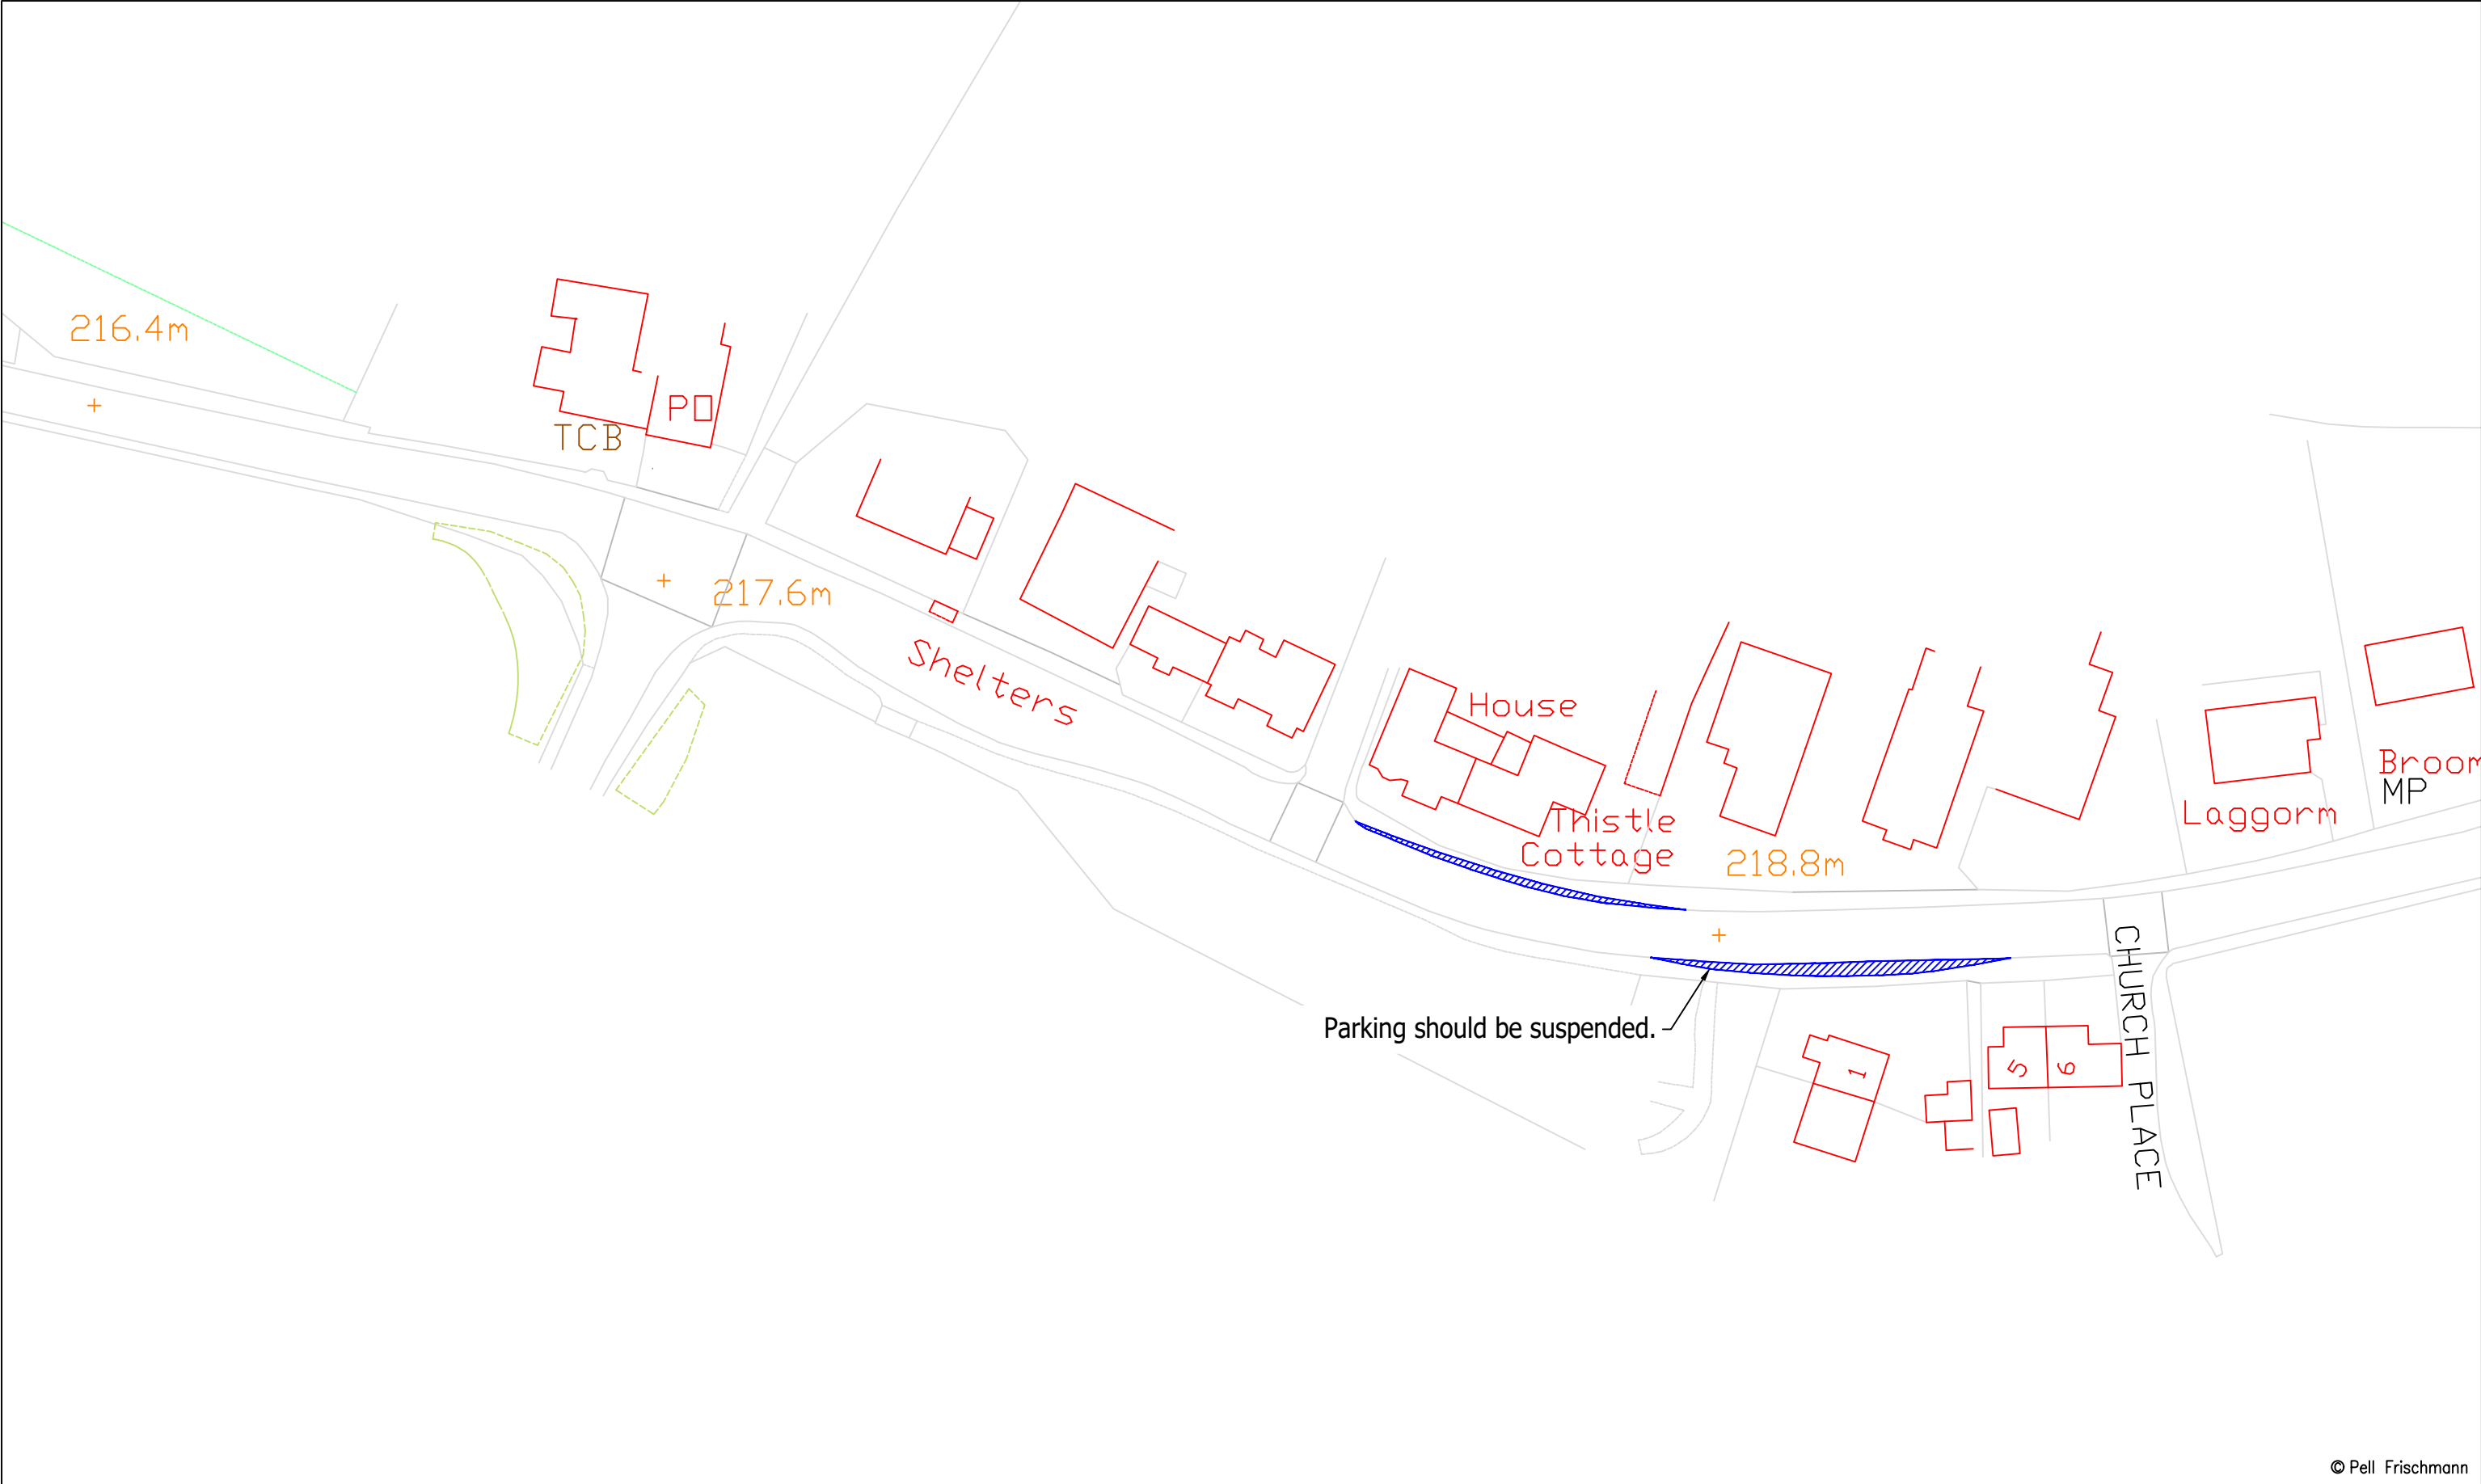 216.4m
PO
TCB
217.6m
Shelters
House
Thistle
Cottage
218.8m
Broom
MP
Laggorm
CHURCH PLACE
Parking should be suspended.
1
5
6
© Pell Frischmann